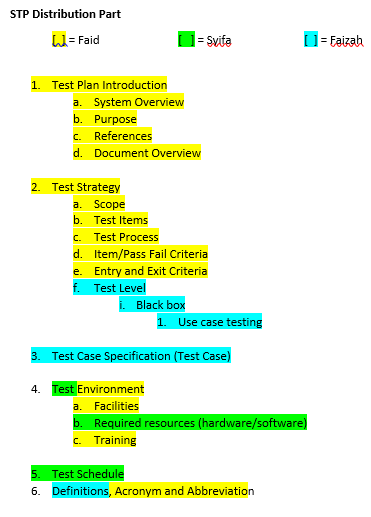 STP Distribution Part
[ ] = Faid [ ] = Syifa [ ] = Faizah
1. Test Plan Introduction
a. System Overview
b. Purpose
c. References
d. Document Overview
2. Test Strategy
a. Scope
b. Test Items
c. Test Process
d. Item/Pass Fail Criteria
e. Entry and Exit Criteria
f. Test Level
i. Black box
1. Use case testing
3. Test Case Specification (Test Case)
4. Test Environment
a. Facilities
b. Required resources (hardware/software)
c. Training
5. Test Schedule
6. Definitions, Acronym and Abbreviation